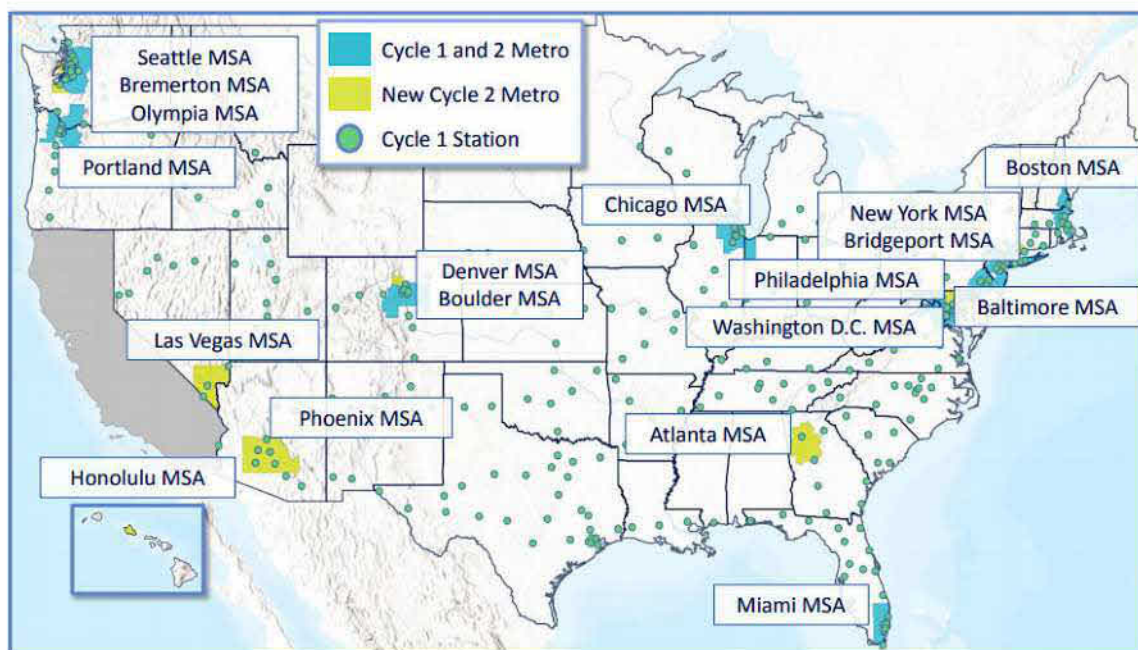 Seattle MSA
Bremerton MSA
Olympia MSA
Cycle 1 and 2 Metro
New Cycle 2 Metro
Cycle 1 Station
Portland MSA
Boston MSA
Chicago MSA
New York MSA
Bridgeport MSA
Denver MSA
Boulder MSA
Philadelphia MSA
Baltimore MSA
Las Vegas MSA
Washington D.C. MSA
Phoenix MSA
Atlanta MSA
Honolulu MSA
Miami MSA